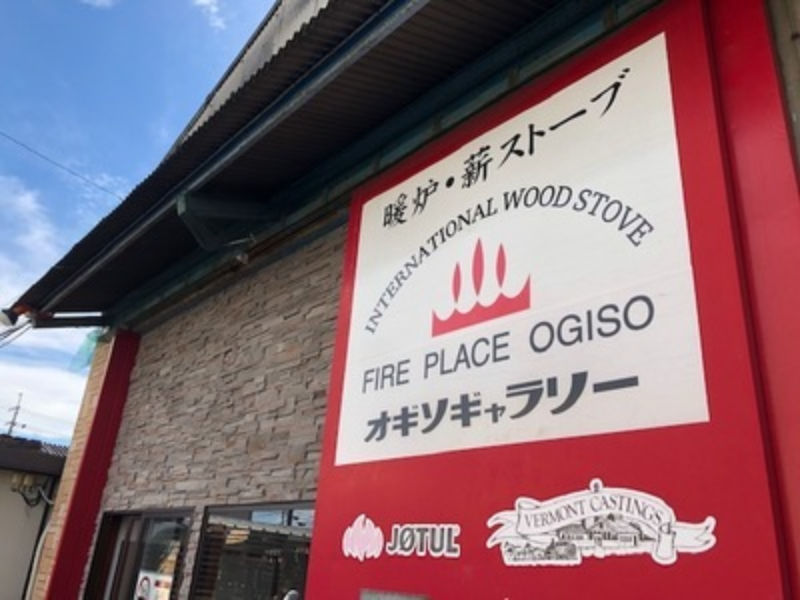 暖炉・薪ストーブ
INTERNATIONAL WOOD STOVE
FIRE PLACE OGISO
オギソギャラリー
JØTUL
VERMONT CASTINGS